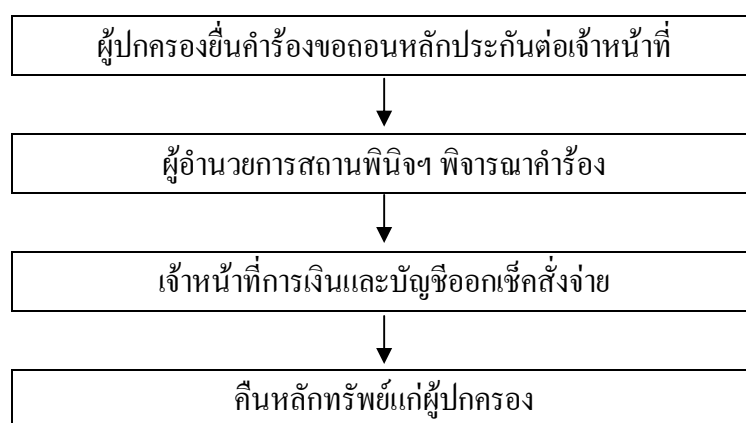 ผู้ปกครองยื่นคำร้องขอถอนหลักประกันต่อเจ้าหน้าที่
ผู้อำนวยการสถานพินิจฯ พิจารณาคำร้อง
เจ้าหน้าที่การเงินและบัญชีออกเช็คสั่งจ่าย
คืนหลักทรัพย์แก่ผู้ปกครอง